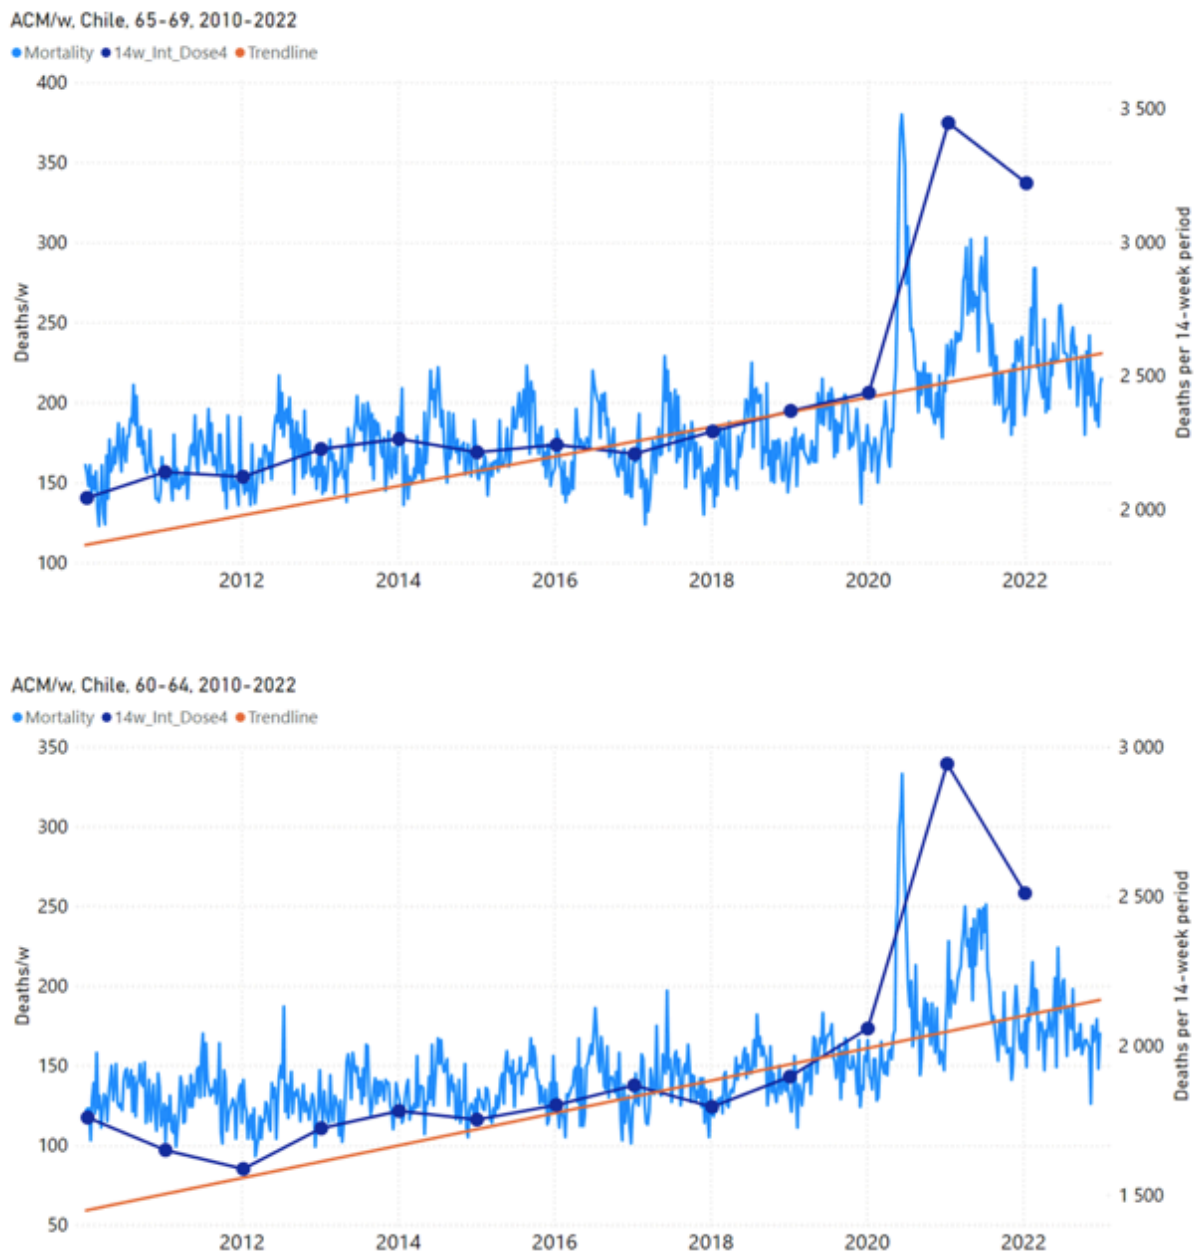 ACM/w, Chile, 65-69, 2010-2022
Mortality 14w_Int_Dose4 Trendline
400
3 500
350
300
3 000
250
2 500
200
150
2 000
100
Deaths/w
Deaths per 14-week period
2012 2014 2016 2018 2020 2022
ACM/w, Chile, 60-64, 2010-2022
Mortality 14w_Int_Dose4 Trendline
350
3 000
300
250
2 500
200
2 000
150
100
1 500
50
Deaths/w
Deaths per 14-week period
2012 2014 2016 2018 2020 2022